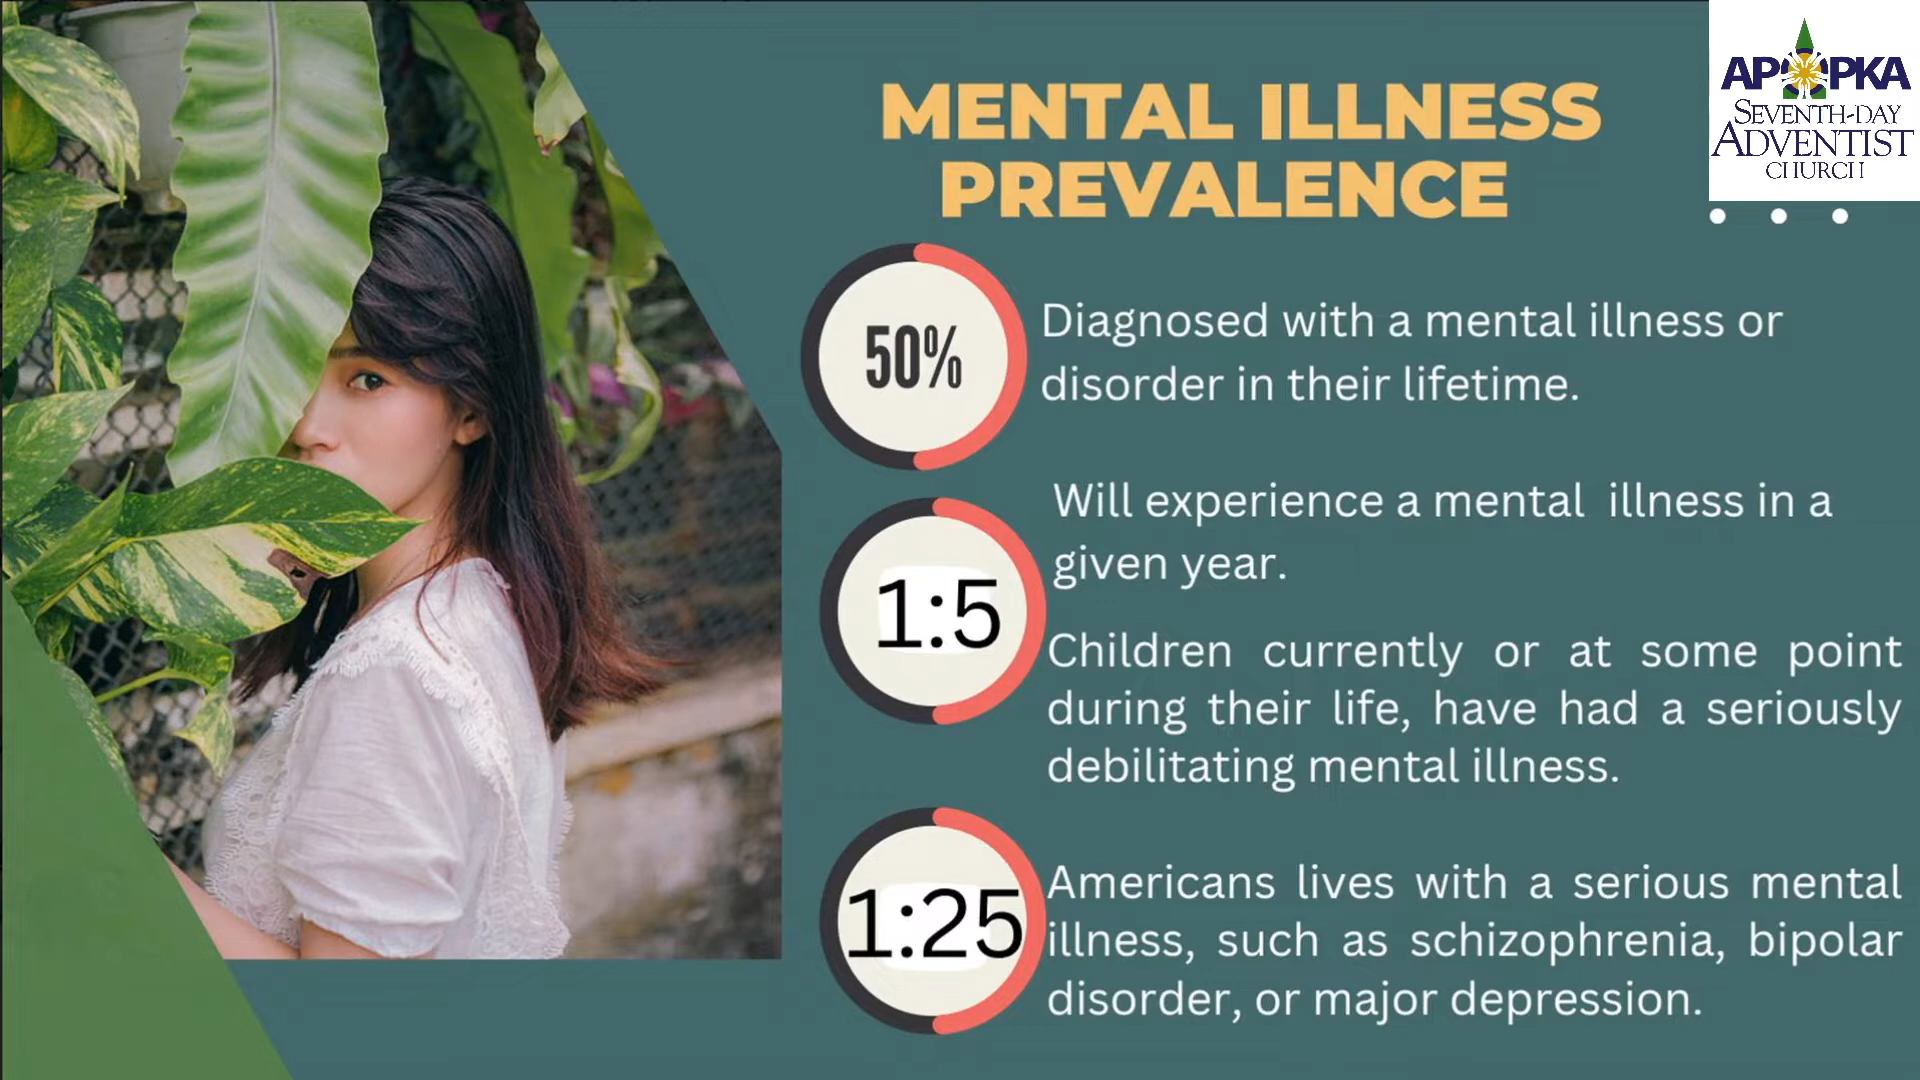 MENTAL ILLNESS
PREVALENCE
APOPKA
SEVENTH-DAY
ADVENTIST
CHURCH
50%
Diagnosed with a mental illness or
disorder in their lifetime.
1:5
Will experience a mental illness in a
given year.
Children currently or at some point
during their life, have had a seriously
debilitating mental illness.
1:25
Americans lives with a serious mental
illness, such as schizophrenia, bipolar
disorder, or major depression.